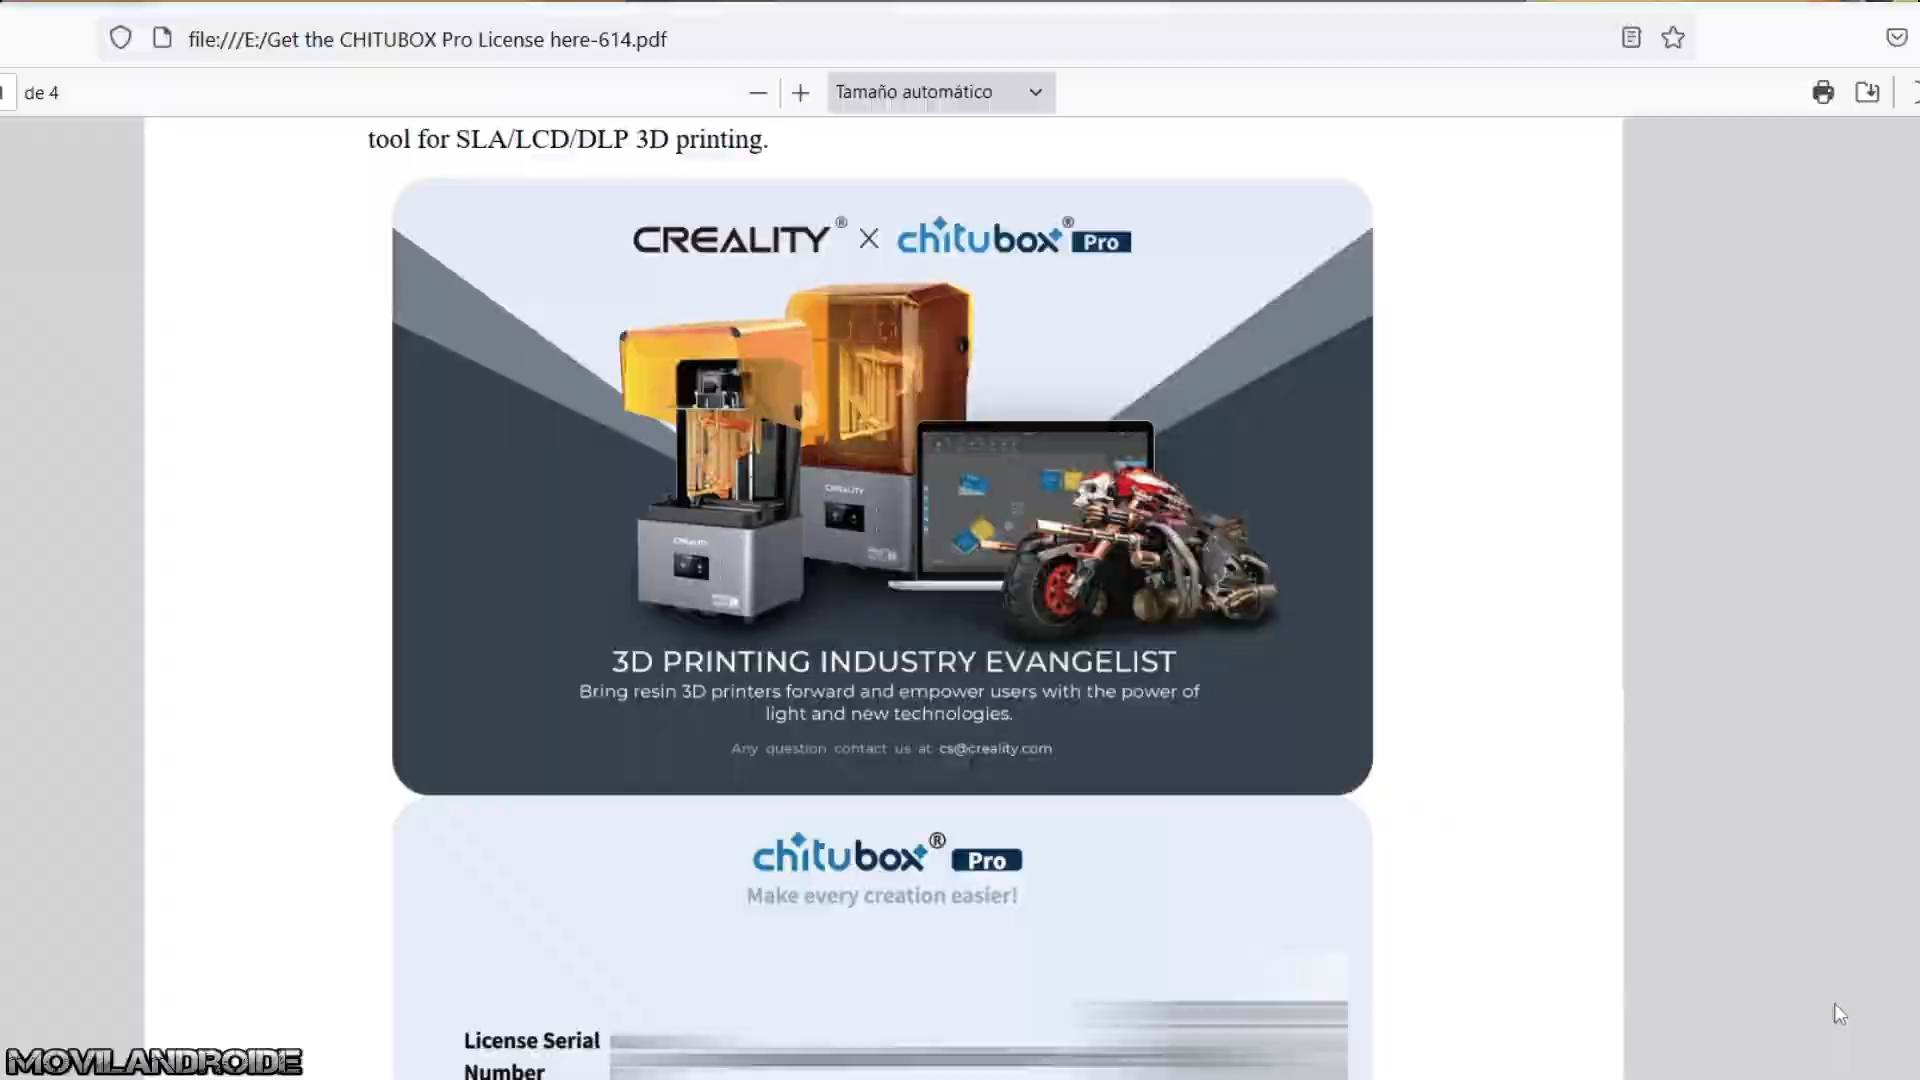 file:///E:/Get the CHITUBOX Pro License here-614.pdf
de 4
Tamaño automático
tool for SLA/LCD/DLP 3D printing.
CREALITY® × chitubox® Pro
CREALITY
CREALITY
3D PRINTING INDUSTRY EVANGELIST
Bring resin 3D printers forward and empower users with the power of
light and new technologies.
Any question contact us at cs@creality.com
chitubox® Pro
Make every creation easier!
License Serial
Number
MOVILANDROIDE